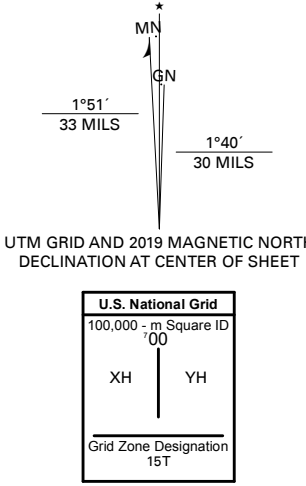 ★
MN
GN
1°51´
33 MILS
1°40´
30 MILS
UTM GRID AND 2019 MAGNETIC NORTH
DECLINATION AT CENTER OF SHEET
U.S. National Grid
100,000 - m Square ID
⁷00
XH YH
Grid Zone Designation
15T